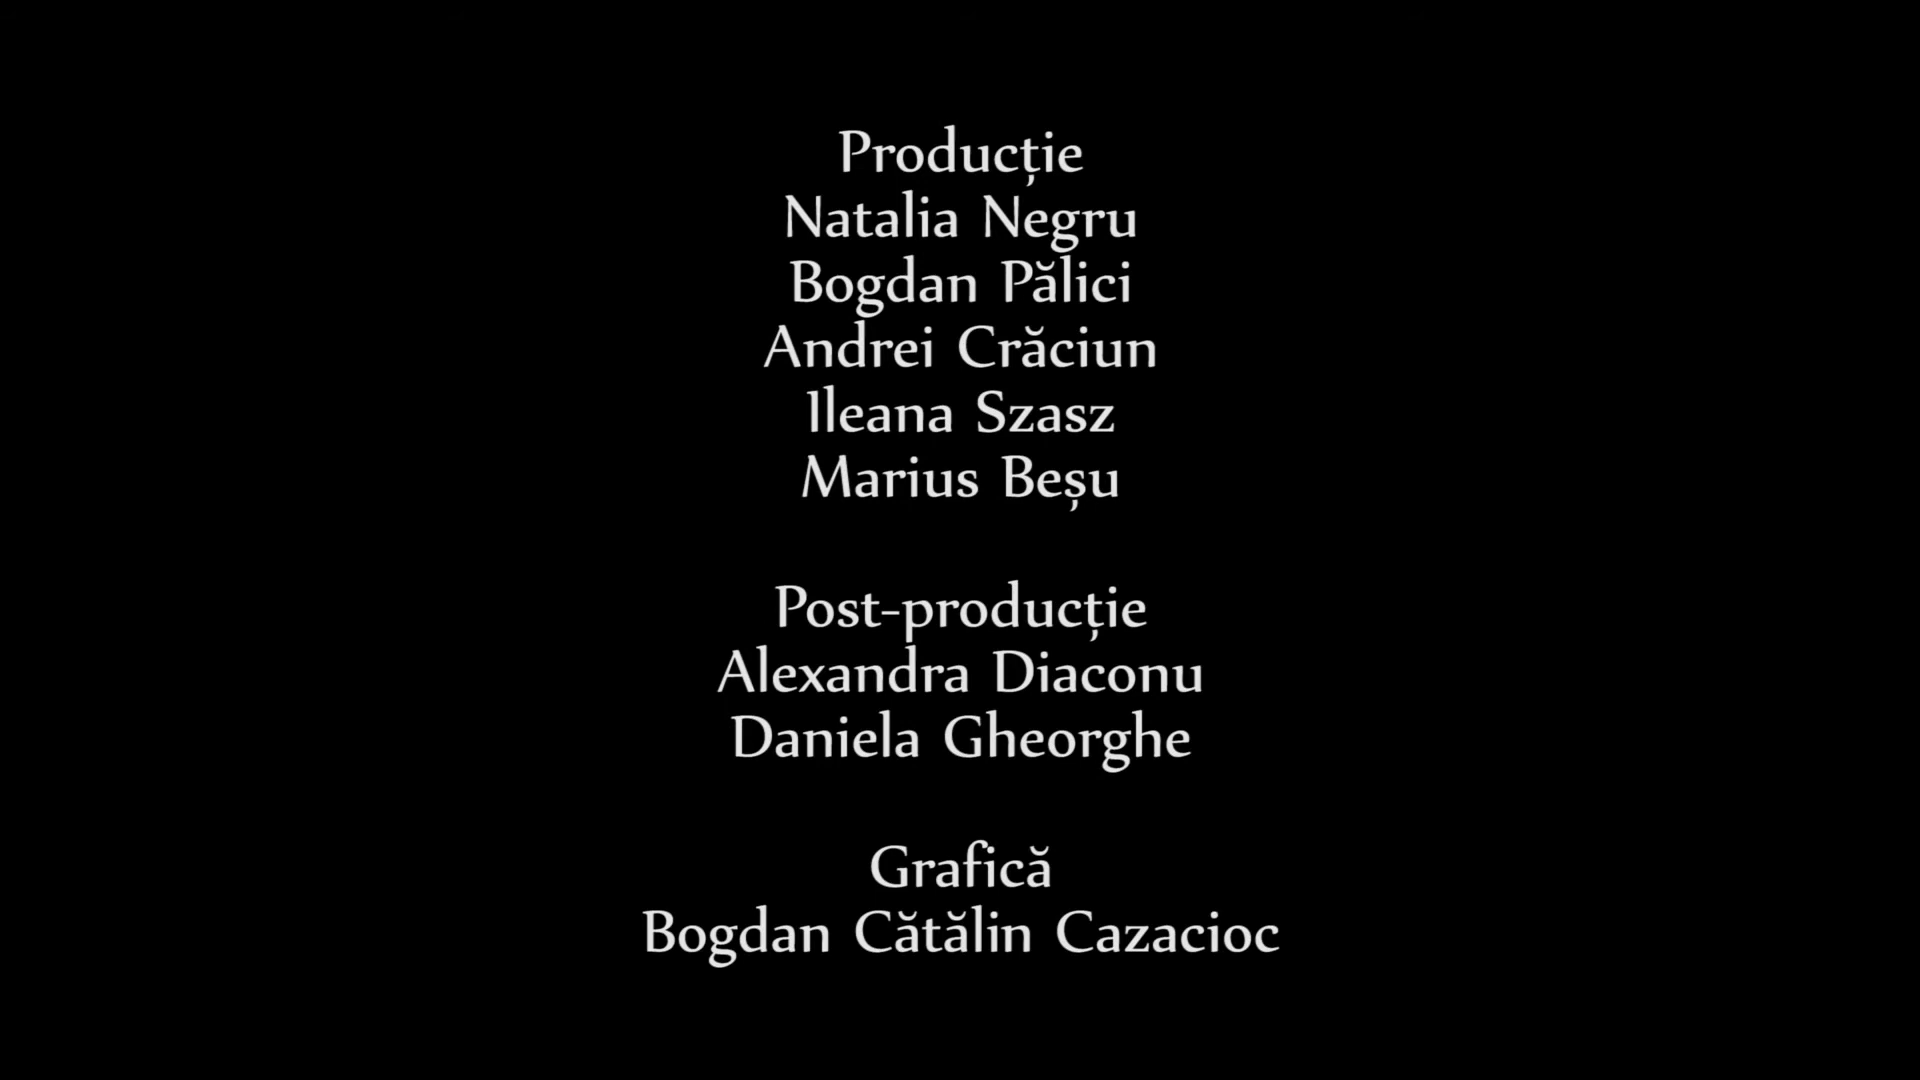 Producție
Natalia Negru
Bogdan Pălici
Andrei Crăciun
Ileana Szasz
Marius Beșu
Post-producție
Alexandra Diaconu
Daniela Gheorghe
Grafică
Bogdan Cătălin Cazacioc